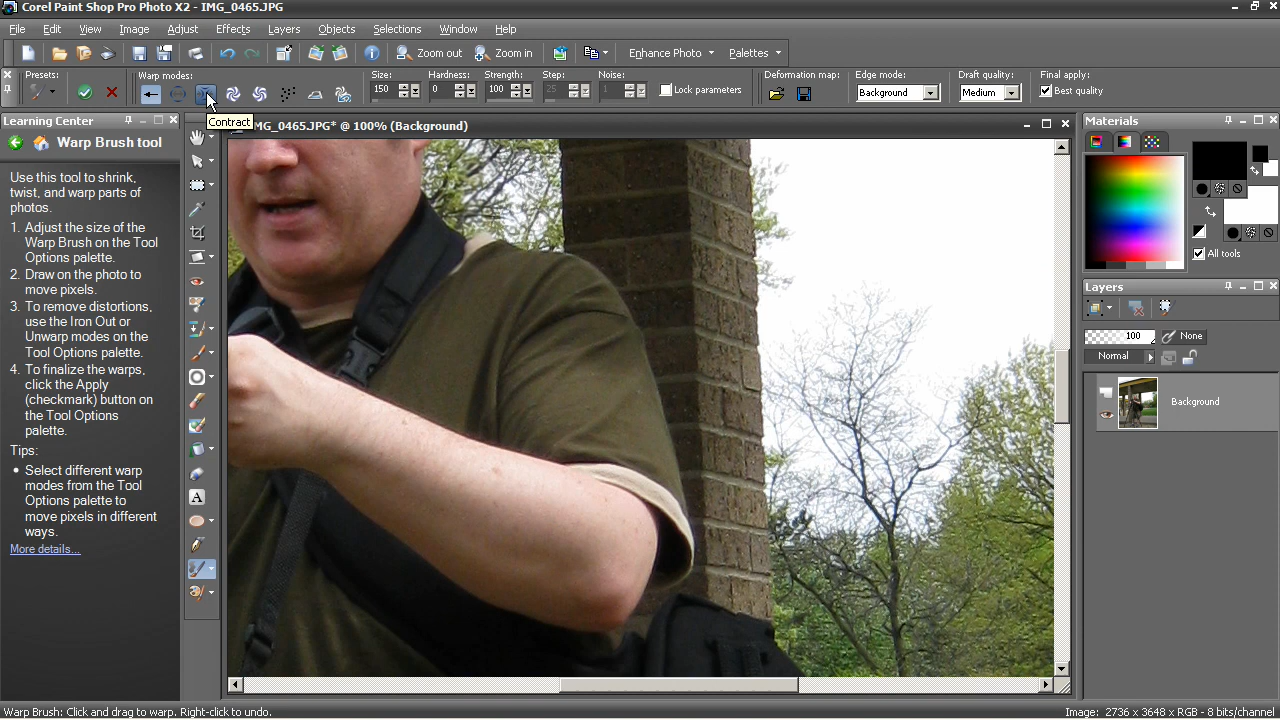 Corel Paint Shop Pro Photo X2 - IMG_0465.JPG
File Edit View Image Adjust Effects Layers Objects Selections Window Help
Zoom out Zoom in Enhance Photo Palettes
Presets: Warp modes: Size: Hardness: Strength: Step: Noise: Deformation map: Edge mode: Draft quality: Final apply:
150 0 100 25 1 Lock parameters Background Medium Best quality
Contract
Learning Center
Warp Brush tool
Use this tool to shrink,
twist, and warp parts of
photos.
1. Adjust the size of the
Warp Brush on the Tool
Options palette.
2. Draw on the photo to
move pixels.
3. To remove distortions,
use the Iron Out or
Unwarp modes on the
Tool Options palette.
4. To finalize the warps,
click the Apply
(checkmark) button on
the Tool Options
palette.
Tips:
• Select different warp
modes from the Tool
Options palette to
move pixels in different
ways.
More details...
A
IMG_0465.JPG* @ 100% (Background)
Materials
All tools
Layers
100 None
Normal
Background
Warp Brush: Click and drag to warp. Right-click to undo.
Image: 2736 x 3648 x RGB - 8 bits/channel